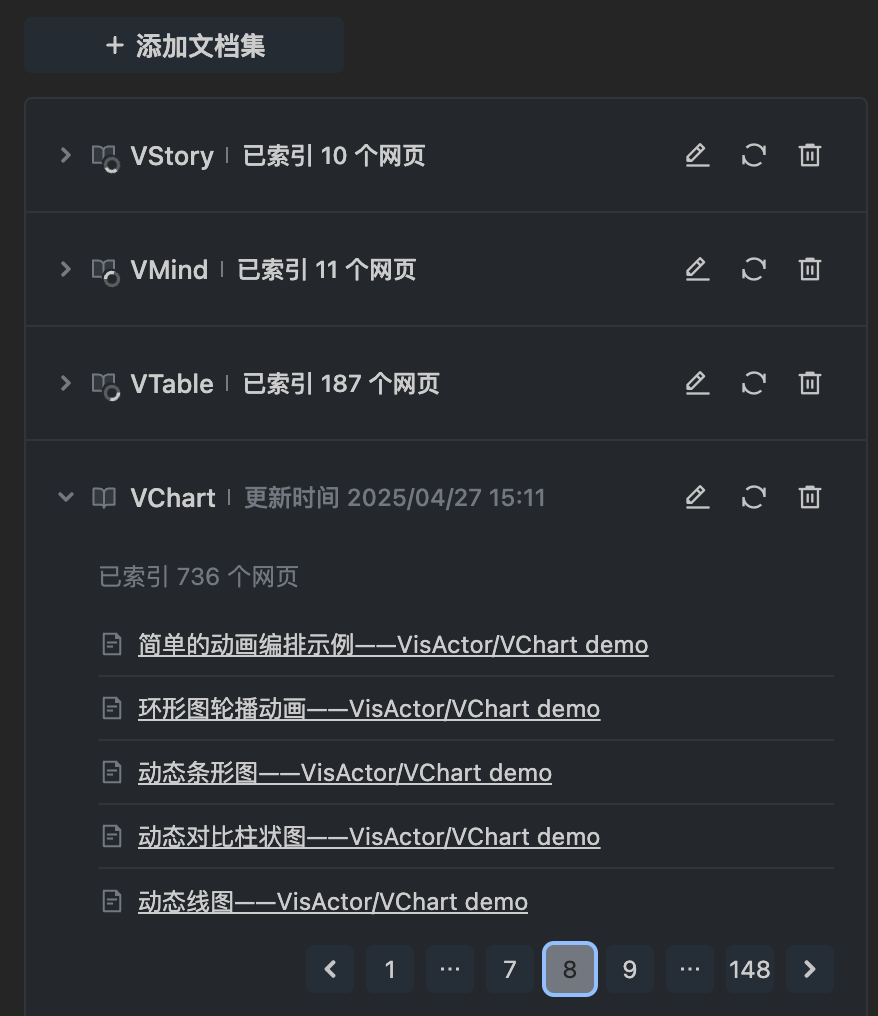 + 添加文档集
VStory | 已索引 10 个网页
VMind | 已索引 11 个网页
VTable | 已索引 187 个网页
VChart | 更新时间 2025/04/27 15:11
已索引 736 个网页
简单的动画编排示例——VisActor/VChart demo
环形图轮播动画——VisActor/VChart demo
动态条形图——VisActor/VChart demo
动态对比柱状图——VisActor/VChart demo
动态线图——VisActor/VChart demo
1 ··· 7 8 9 ··· 148